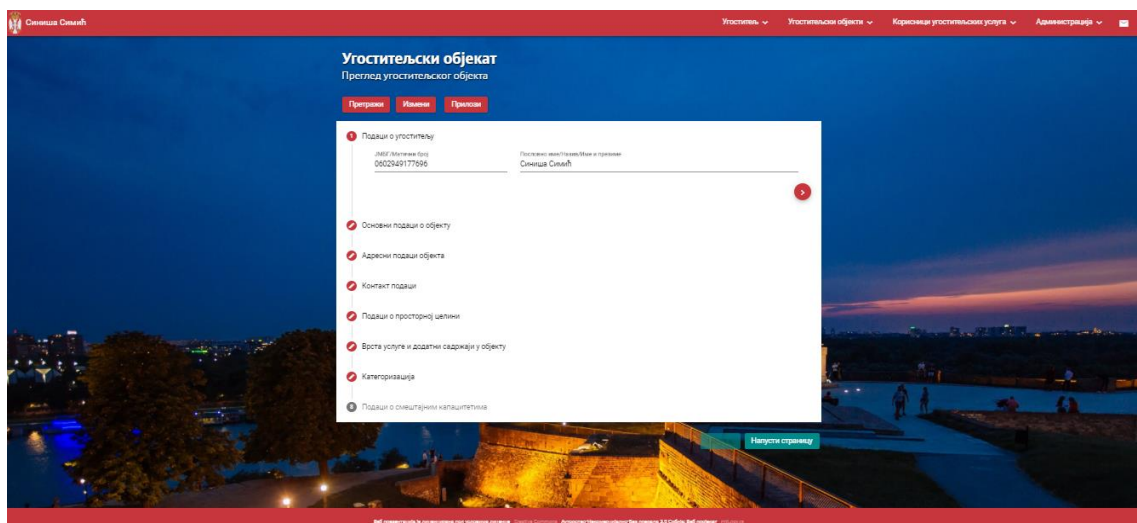 Синиша Симић
Угоститељ
Угоститељски објекти
Корисници угоститељских услуга
Администрација
Угоститељски објекат
Преглед угоститељског објекта
Претражи Измени Прилози
1 Подаци о угоститељу
ЈМБГ/Матични број
Пословно име/Назив/Име и презиме
0602949177696
Синиша Симић
Основни подаци о објекту
Адресни подаци објекта
Контакт подаци
Подаци о просторној целини
Врста услуге и додатни садржаји у објекту
Категоризација
8 Подаци о смештајним капацитетима
Напусти страницу